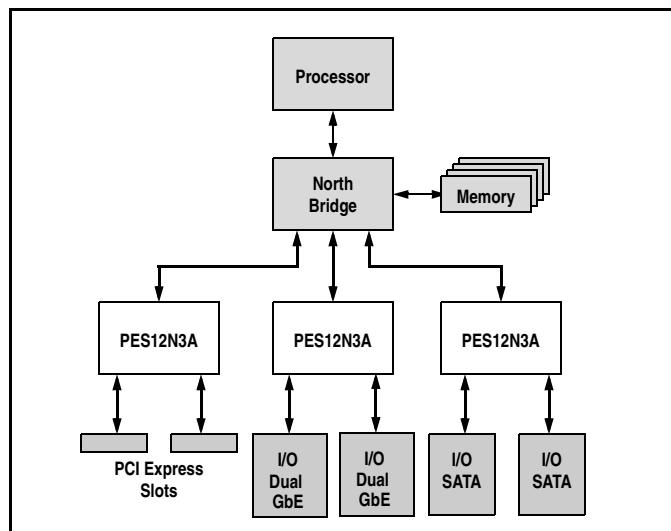 Processor
North
Bridge
Memory
PES12N3A
PES12N3A
PES12N3A
PCI Express
Slots
I/O
Dual
GbE
I/O
Dual
GbE
I/O
SATA
I/O
SATA